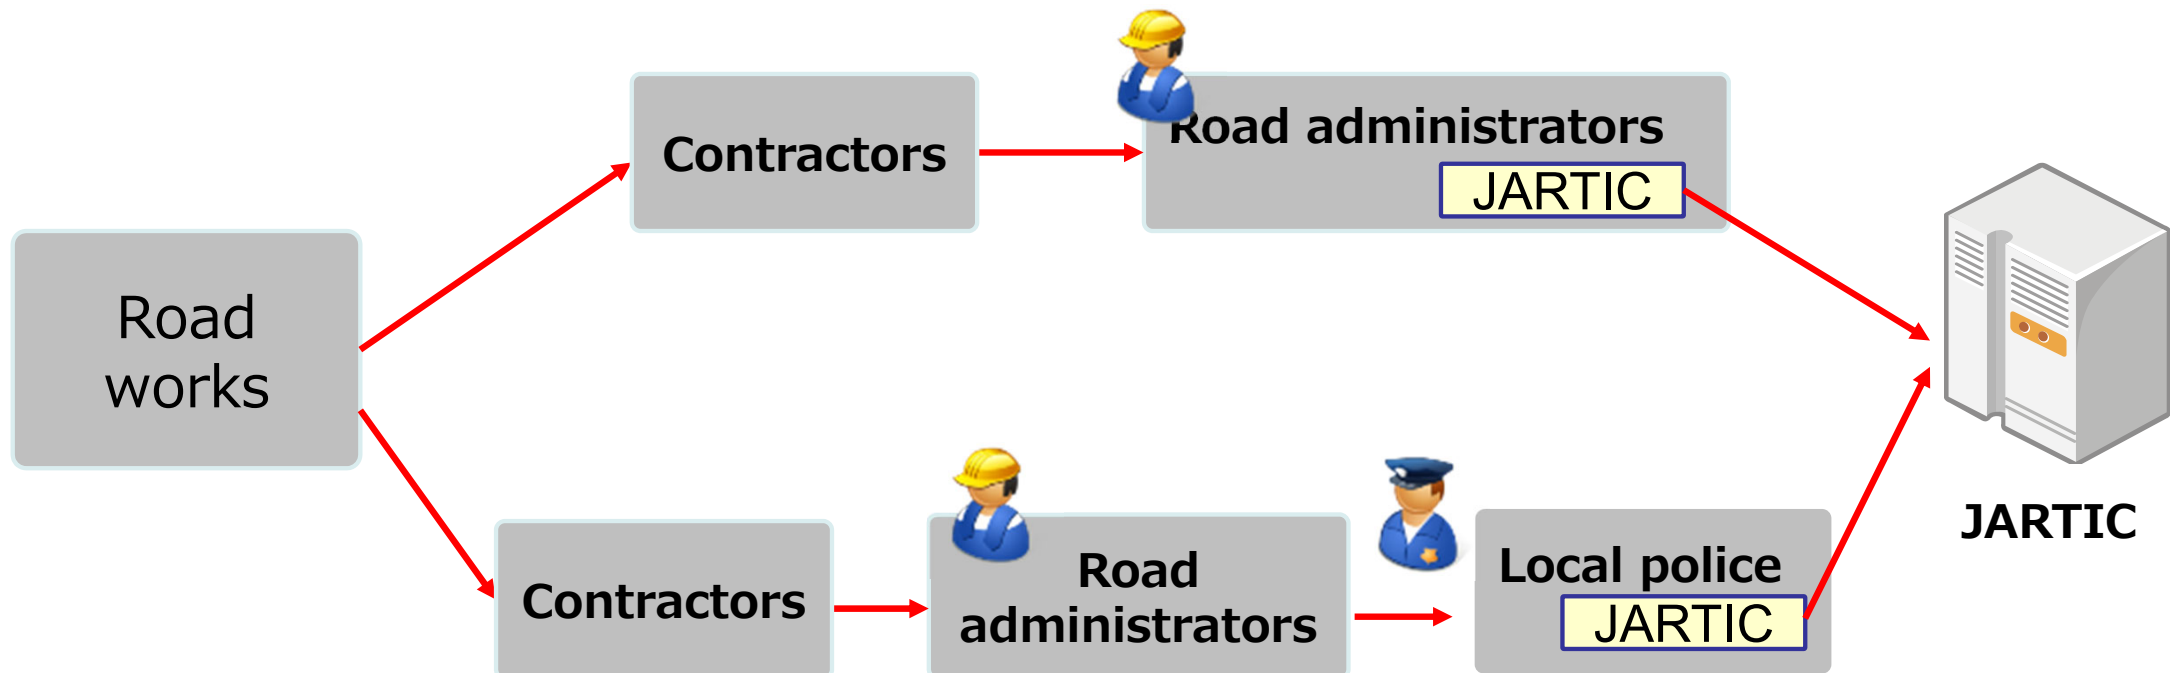 Contractors
Road administrators
JARTIC
Road
works
JARTIC
Contractors
Road
administrators
Local police
JARTIC